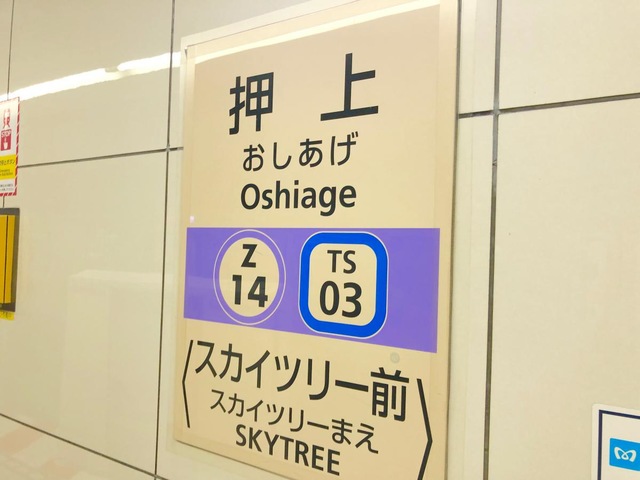 押上
おしあげ
Oshiage
Z
14
TS
03
〈スカイツリー前〉
スカイツリーまえ
SKYTREE